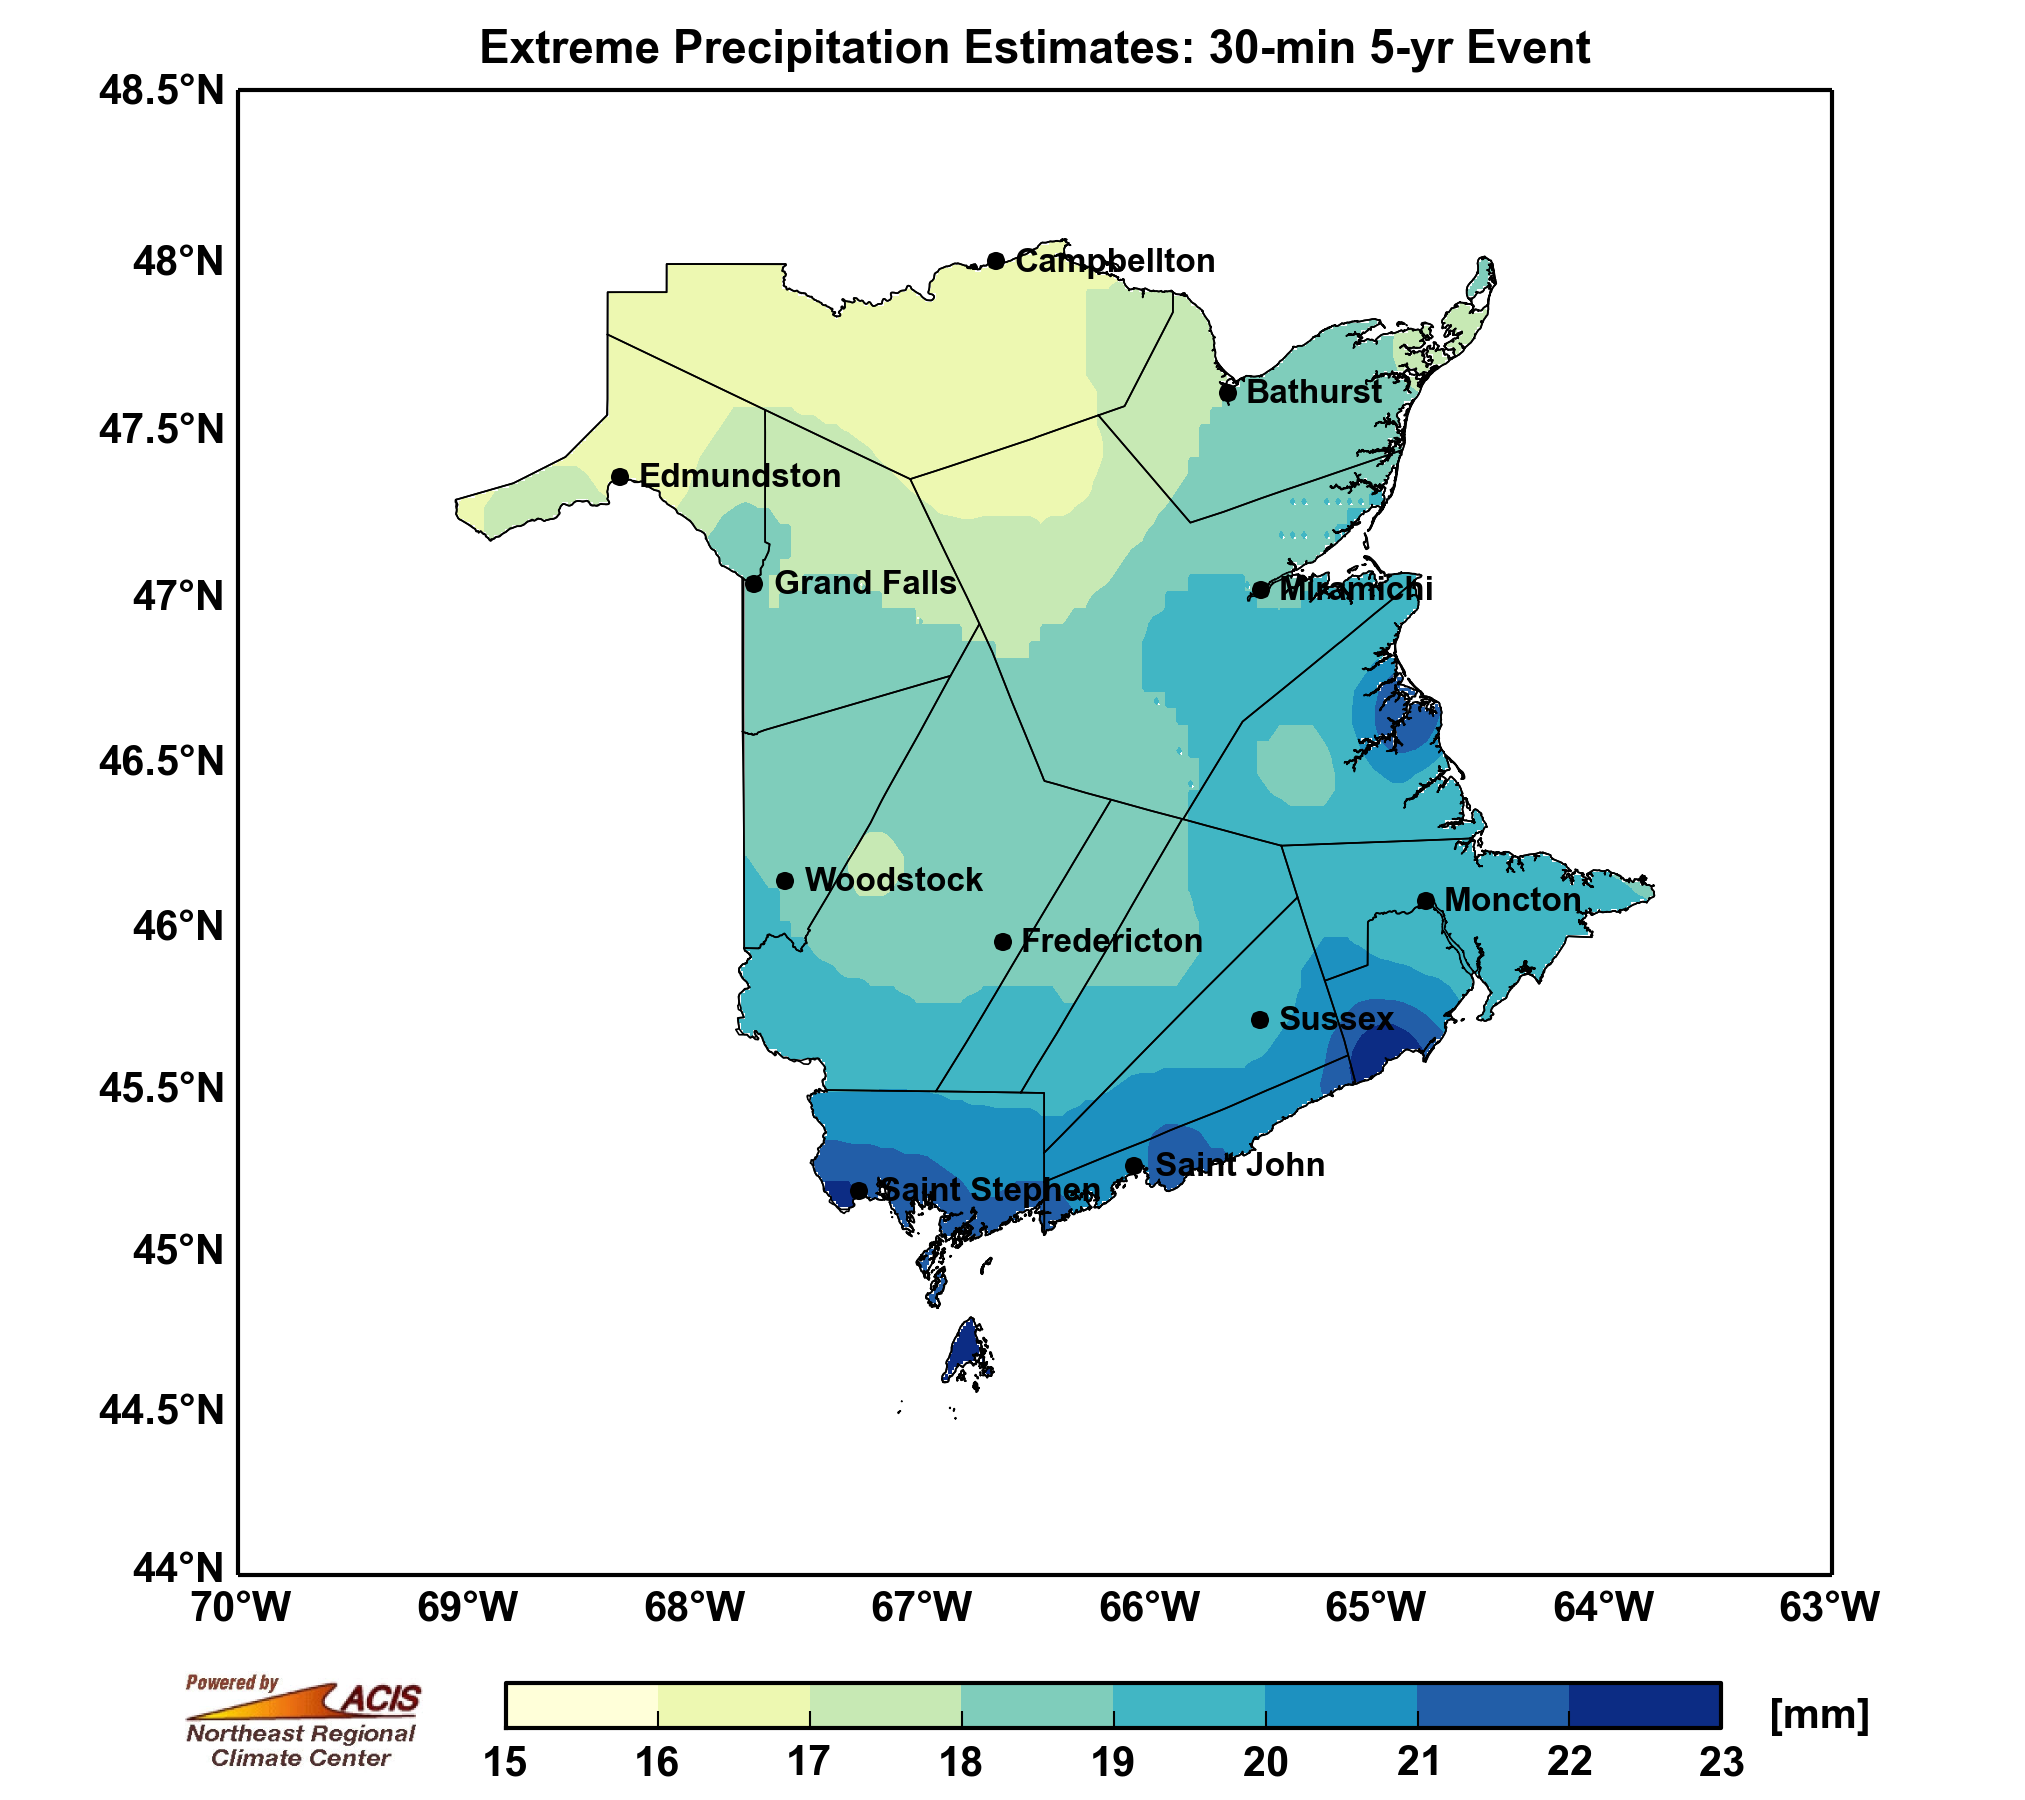 Extreme Precipitation Estimates: 30-min 5-yr Event
48.5°N
48°N
47.5°N
47°N
46.5°N
46°N
45.5°N
45°N
44.5°N
44°N
Campbellton
Bathurst
Edmundston
Grand Falls
Miramichi
Woodstock
Moncton
Fredericton
Sussex
Saint John
Saint Stephen
70°W 69°W 68°W 67°W 66°W 65°W 64°W 63°W
Powered by
ACIS
Northeast Regional
Climate Center
[mm]
15 16 17 18 19 20 21 22 23